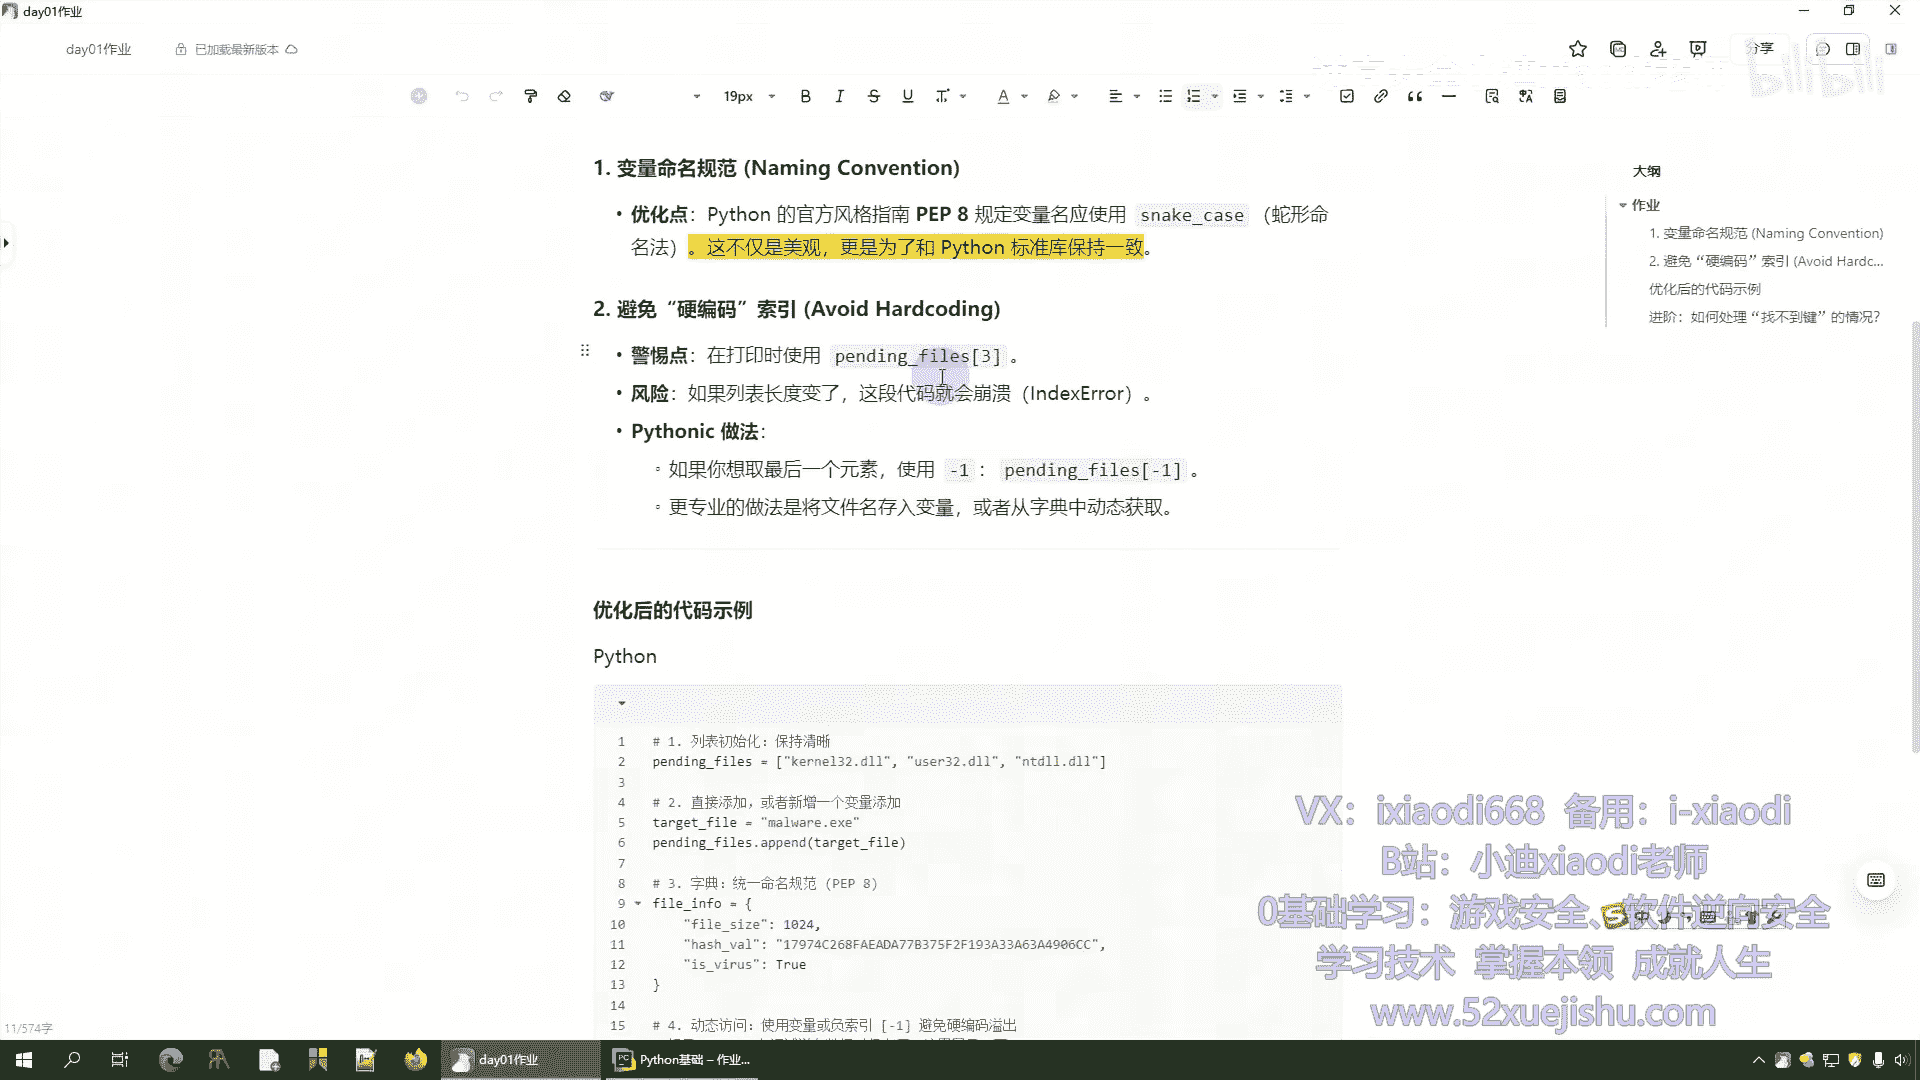 day01作业
day01作业
已加载最新版本
分享
bilibili
19px
1. 变量命名规范 (Naming Convention)
• 优化点：Python 的官方风格指南 PEP 8 规定变量名应使用 snake_case （蛇形命
名法）。这不仅是美观，更是为了和 Python 标准库保持一致。
2. 避免“硬编码”索引 (Avoid Hardcoding)
• 警惕点：在打印时使用 pending_files[3] 。
• 风险：如果列表长度变了，这段代码就会崩溃（IndexError）。
• Pythonic 做法：
◦ 如果你想取最后一个元素，使用 -1 ： pending_files[-1] 。
◦ 更专业的做法是将文件名存入变量，或者从字典中动态获取。
优化后的代码示例
Python
1 # 1. 列表初始化：保持清晰
2 pending_files = ["kernel32.dll", "user32.dll", "ntdll.dll"]
3
4 # 2. 直接添加，或者新增一个变量添加
5 target_file = "malware.exe"
6 pending_files.append(target_file)
7
8 # 3. 字典：统一命名规范 (PEP 8)
9 file_info = {
10 "file_size": 1024,
11 "hash_val": "17974C268FAEADA77B375F2F193A33A63A4906CC",
12 "is_virus": True
13 }
14
15 # 4. 动态访问：使用变量或负索引 [-1] 避免硬编码溢出
大纲
作业
1. 变量命名规范 (Naming Convention)
2. 避免“硬编码”索引 (Avoid Hardc...
优化后的代码示例
进阶：如何处理“找不到键”的情况？
VX：ixiaodi668 备用：i-xiaodi
B站：小迪xiaodi老师
0基础学习：游戏安全、软件逆向安全
学习技术 掌握本领 成就人生
www.52xuejishu.com
11/574字
day01作业
Python基础 – 作业...